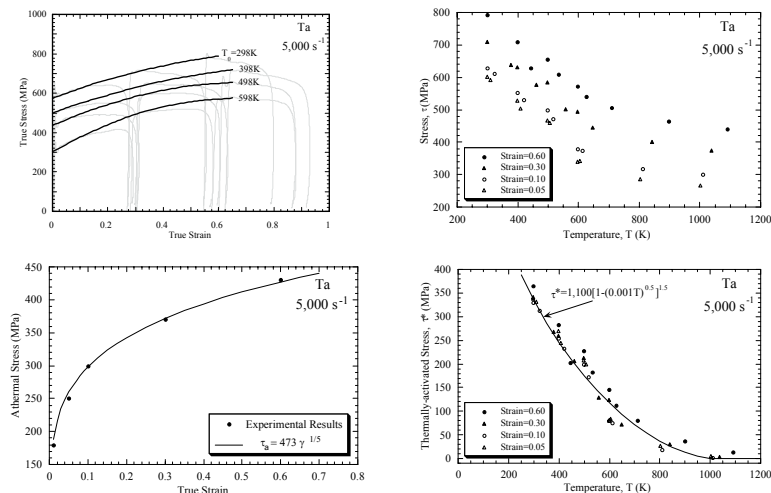 Ta
5,000 s-1
T₀=298K
398K
498K
598K
True Stress (MPa)
1000
800
600
400
200
0
0 0.2 0.4 0.6 0.8 1
True Strain
Ta
5,000 s-1
Stress, τ (MPa)
800
700
600
500
400
300
200
Strain=0.60
Strain=0.30
Strain=0.10
Strain=0.05
200 400 600 800 1000 1200
Temperature, T (K)
Ta
5,000 s-1
Athermal Stress (MPa)
450
400
350
300
250
200
150
Experimental Results
τa = 473 γ 1/5
0 0.1 0.2 0.3 0.4 0.5 0.6 0.7 0.8
True Strain
Ta
5,000 s-1
τ*=1,100[1-(0.001T)0.5]1.5
Thermally-activated Stress, τ* (MPa)
400
350
300
250
200
150
100
50
0
Strain=0.60
Strain=0.30
Strain=0.10
Strain=0.05
200 400 600 800 1000 1200
Temperature, T (K)